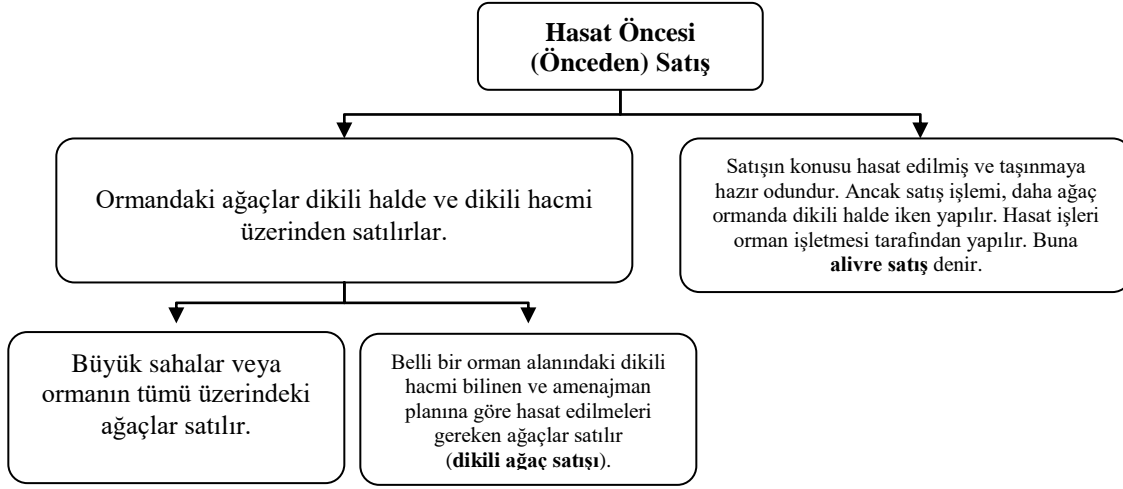 Hasat Öncesi
(Önceden) Satış
Ormandaki ağaçlar dikili halde ve dikili hacmi
üzerinden satılırlar.
Satışın konusu hasat edilmiş ve taşınmaya
hazır odundur. Ancak satış işlemi, daha ağaç
ormanda dikili halde iken yapılır. Hasat işleri
orman işletmesi tarafından yapılır. Buna
alivre satış denir.
Büyük sahalar veya
ormanın tümü üzerindeki
ağaçlar satılır.
Belli bir orman alanındaki dikili
hacmi bilinen ve amenajman
planına göre hasat edilmeleri
gereken ağaçlar satılır
(dikili ağaç satışı).